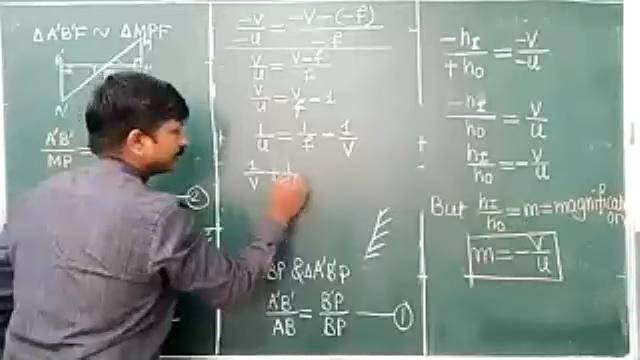 ΔA'B'F ~ ΔMPF
A'B'
MP
②
-v/-u = -v-(-f)/-f
v/u = v-f/f
v/u = v/f - 1
1/u = 1/f - 1/v
1/v +
BP & ΔA'B'P
A'B'/AB = B'P/BP — ①
-hI/+ho = -v/-u
-hI/ho = v/u
hI/ho = -v/u
But hI/ho = m = magnification
m = -v/u